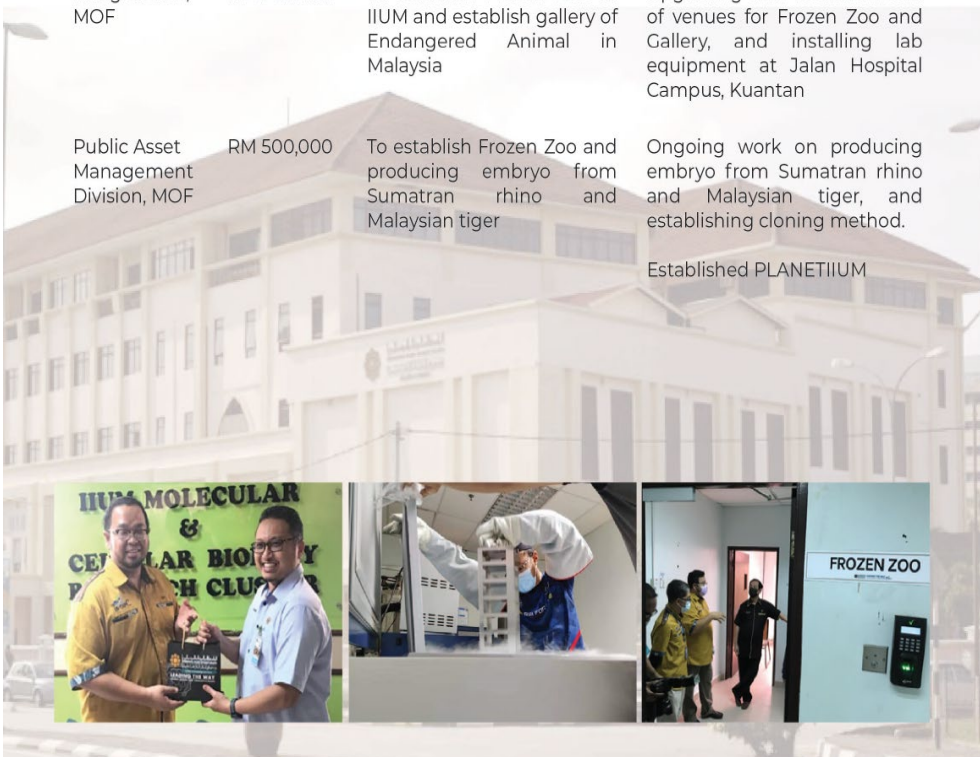 MOF
IIUM and establish gallery of
Endangered Animal in
Malaysia
of venues for Frozen Zoo and
Gallery, and installing lab
equipment at Jalan Hospital
Campus, Kuantan
Public Asset
Management
Division, MOF
RM 500,000
To establish Frozen Zoo and
producing embryo from
Sumatran rhino and
Malaysian tiger
Ongoing work on producing
embryo from Sumatran rhino
and Malaysian tiger, and
establishing cloning method.
Established PLANETIIUM
IIUM MOLECULAR
&
LEADING THE WAY
FROZEN ZOO